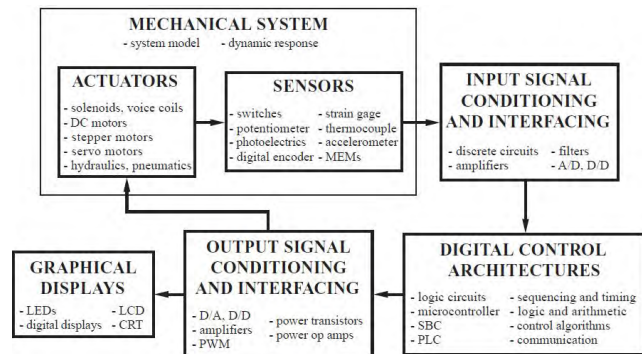 MECHANICAL SYSTEM
- system model - dynamic response
ACTUATORS
- solenoids, voice coils
- DC motors
- stepper motors
- servo motors
- hydraulics, pneumatics
SENSORS
- switches - strain gage
- potentiometer - thermocouple
- photoelectrics - accelerometer
- digital encoder - MEMs
INPUT SIGNAL
CONDITIONING
AND INTERFACING
- discrete circuits - filters
- amplifiers - A/D, D/D
GRAPHICAL
DISPLAYS
- LEDs - LCD
- digital displays - CRT
OUTPUT SIGNAL
CONDITIONING
AND INTERFACING
- D/A, D/D - power transistors
- amplifiers - power op amps
- PWM
DIGITAL CONTROL
ARCHITECTURES
- logic circuits - sequencing and timing
- microcontroller - logic and arithmetic
- SBC - control algorithms
- PLC - communication